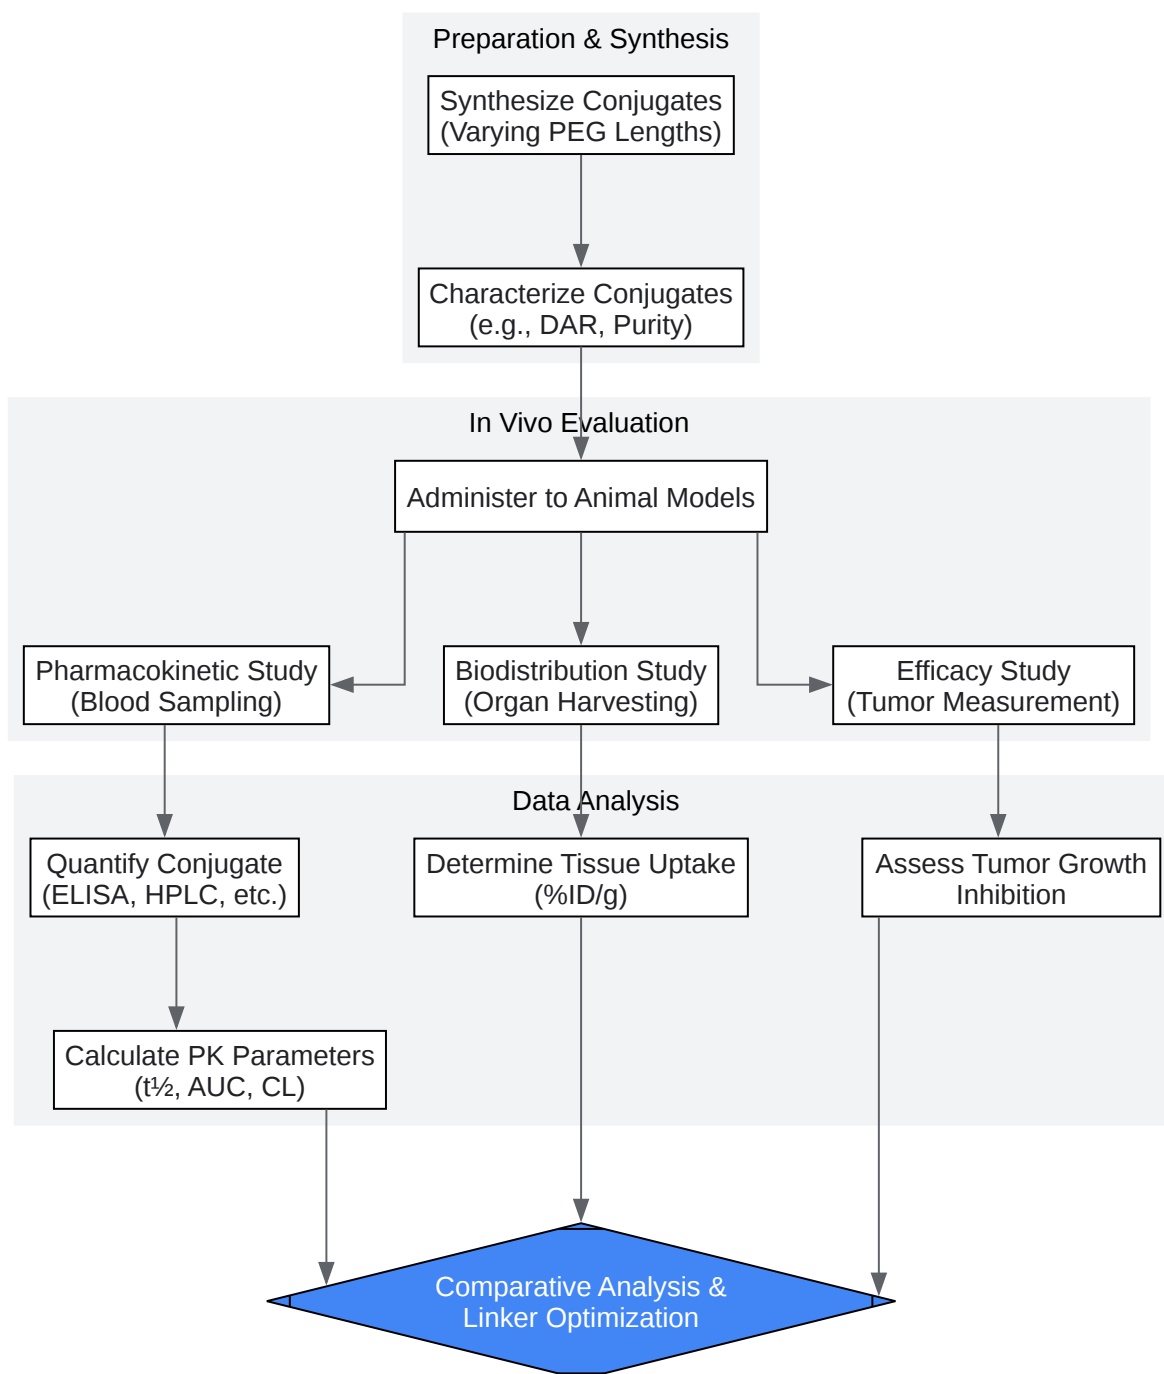 Preparation & Synthesis
Synthesize Conjugates
(Varying PEG Lengths)
Characterize Conjugates
(e.g., DAR, Purity)
In Vivo Evaluation
Administer to Animal Models
Pharmacokinetic Study
(Blood Sampling)
Biodistribution Study
(Organ Harvesting)
Efficacy Study
(Tumor Measurement)
Data Analysis
Quantify Conjugate
(ELISA, HPLC, etc.)
Determine Tissue Uptake
(%ID/g)
Assess Tumor Growth
Inhibition
Calculate PK Parameters
(t½, AUC, CL)
Comparative Analysis &
Linker Optimization